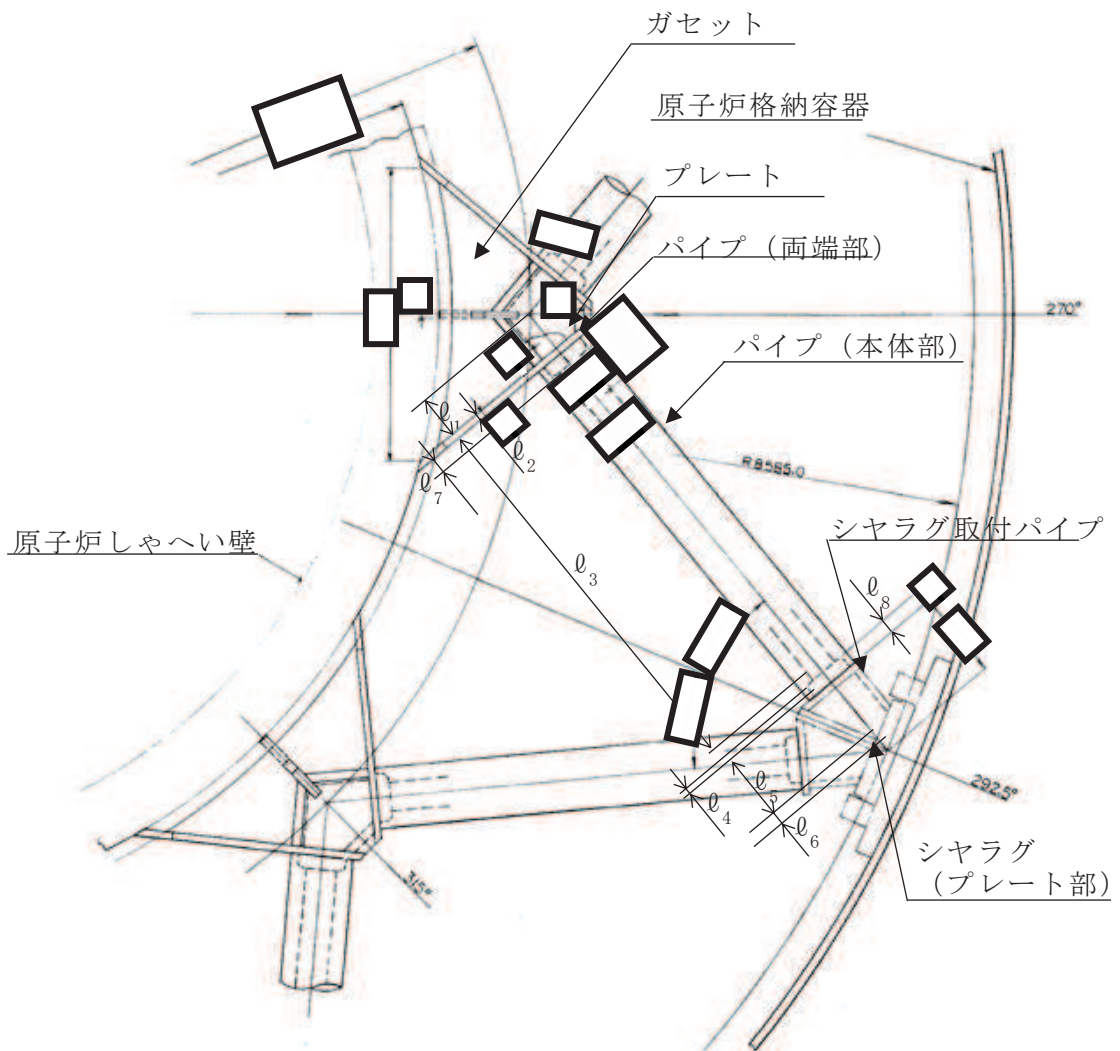 ガセット
原子炉格納容器
プレート
パイプ（両端部）
270°
パイプ（本体部）
ℓ1
ℓ2
ℓ7
R8585.0
原子炉しゃへい壁
シヤラグ取付パイプ
ℓ3
ℓ8
292.5°
ℓ4
ℓ5
ℓ6
シヤラグ
（プレート部）
315°